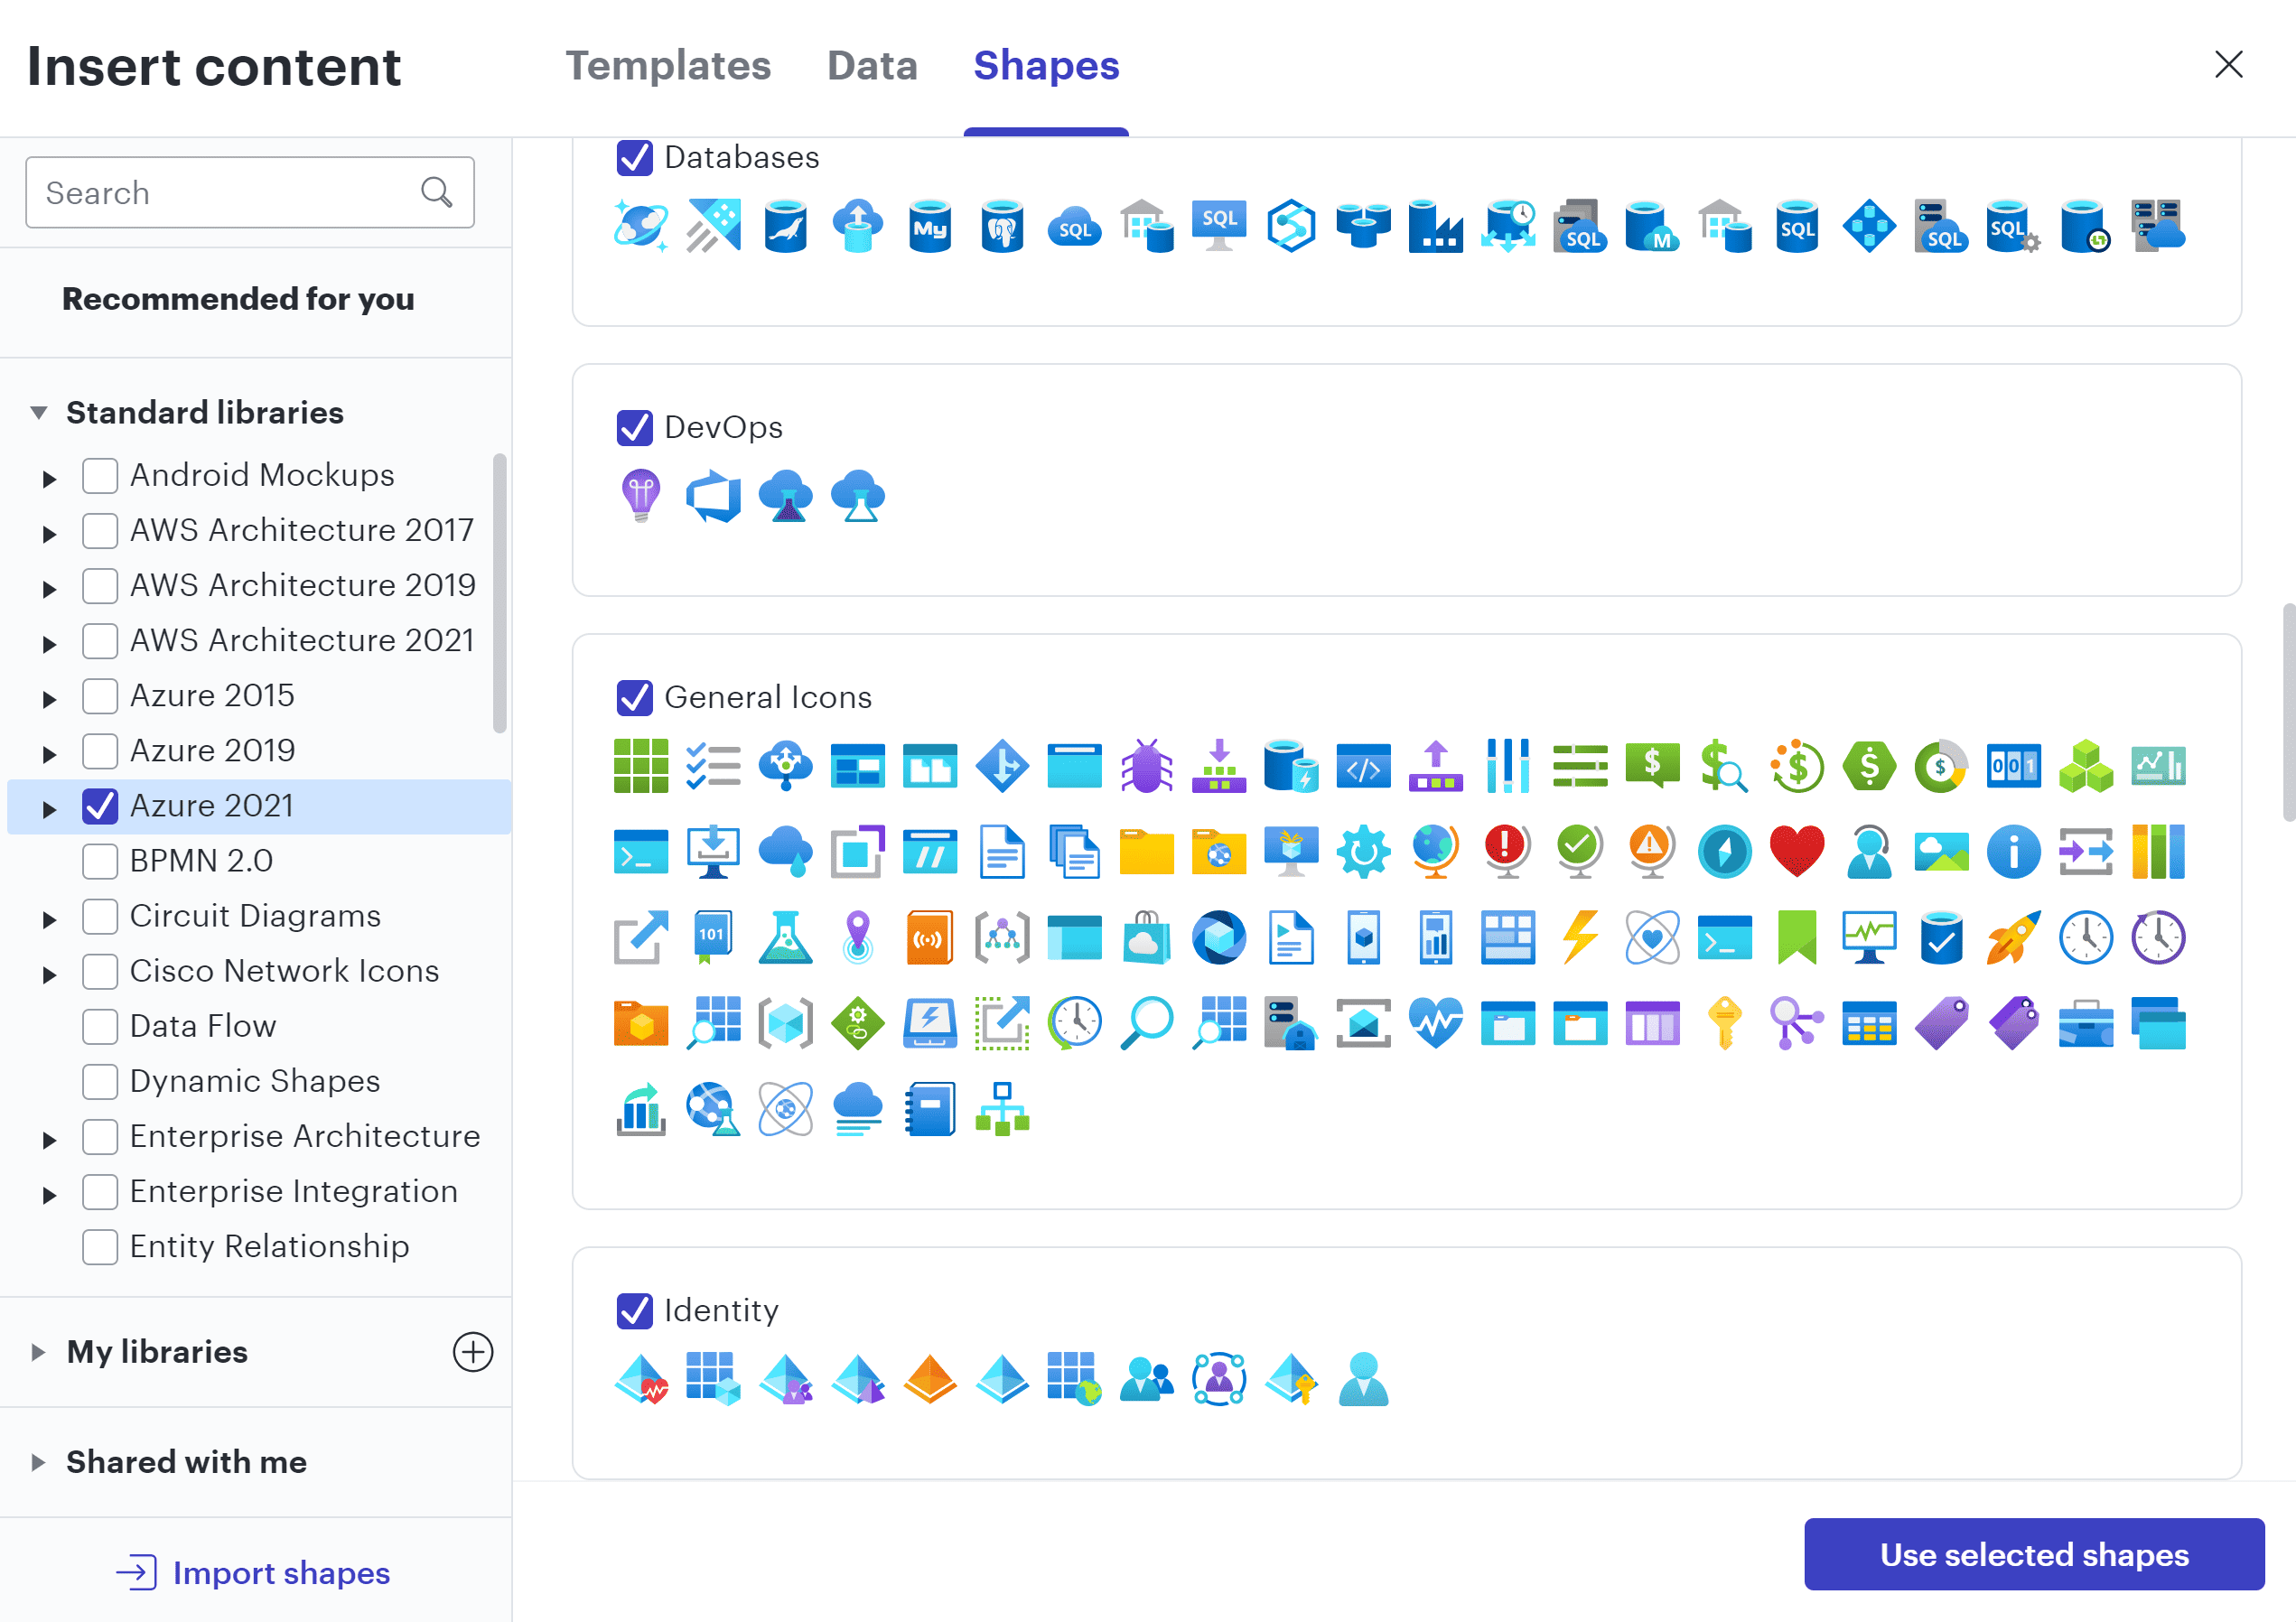 Insert content
Templates
Data
Shapes
Search
Recommended for you
Standard libraries
Android Mockups
AWS Architecture 2017
AWS Architecture 2019
AWS Architecture 2021
Azure 2015
Azure 2019
Azure 2021
BPMN 2.0
Circuit Diagrams
Cisco Network Icons
Data Flow
Dynamic Shapes
Enterprise Architecture
Enterprise Integration
Entity Relationship
My libraries
Shared with me
Import shapes
Databases
My
SQL
SQL
SQL
M
SQL
SQL
SQL
DevOps
General Icons
</>
$
$
$
$
$
001
101
Identity
Use selected shapes